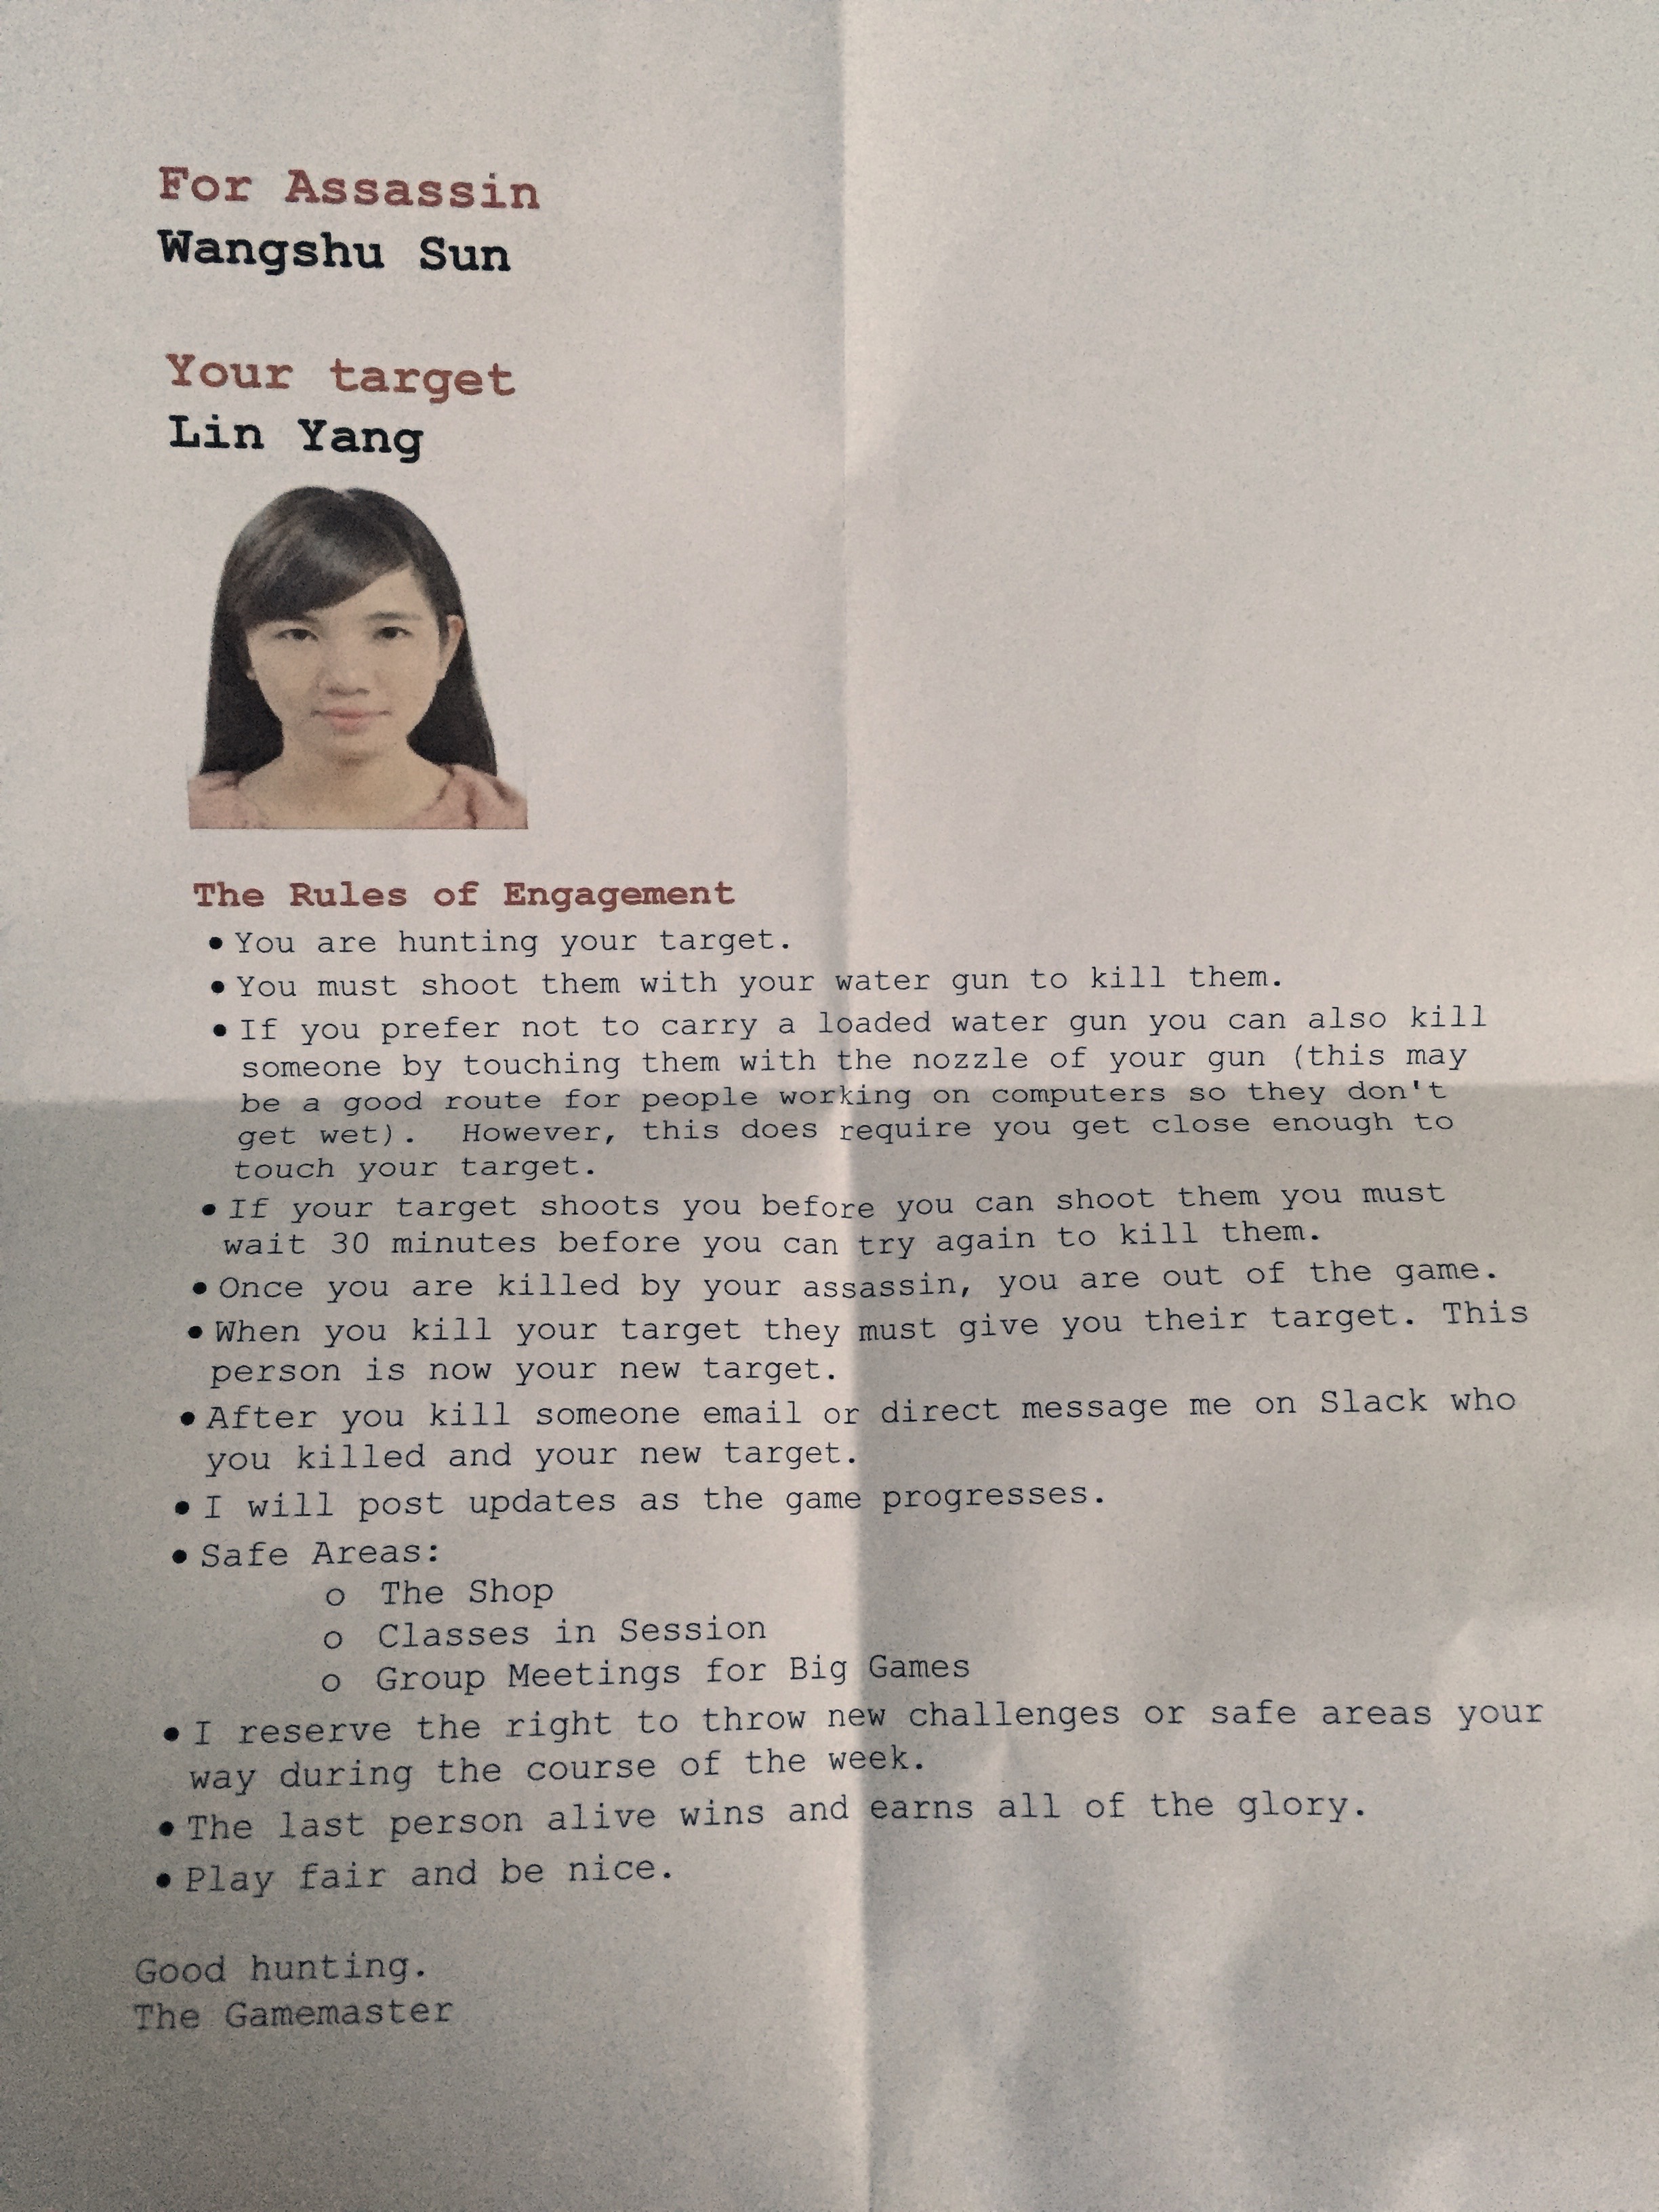 For Assassin
Wangshu Sun
Your target
Lin Yang
The Rules of Engagement
• You are hunting your target.
• You must shoot them with your water gun to kill them.
• If you prefer not to carry a loaded water gun you can also kill
someone by touching them with the nozzle of your gun (this may
be a good route for people working on computers so they don't
get wet).  However, this does require you get close enough to
touch your target.
• If your target shoots you before you can shoot them you must
wait 30 minutes before you can try again to kill them.
• Once you are killed by your assassin, you are out of the game.
• When you kill your target they must give you their target. This
person is now your new target.
• After you kill someone email or direct message me on Slack who
you killed and your new target.
• I will post updates as the game progresses.
• Safe Areas:
o The Shop
o Classes in Session
o Group Meetings for Big Games
• I reserve the right to throw new challenges or safe areas your
way during the course of the week.
• The last person alive wins and earns all of the glory.
• Play fair and be nice.
Good hunting.
The Gamemaster